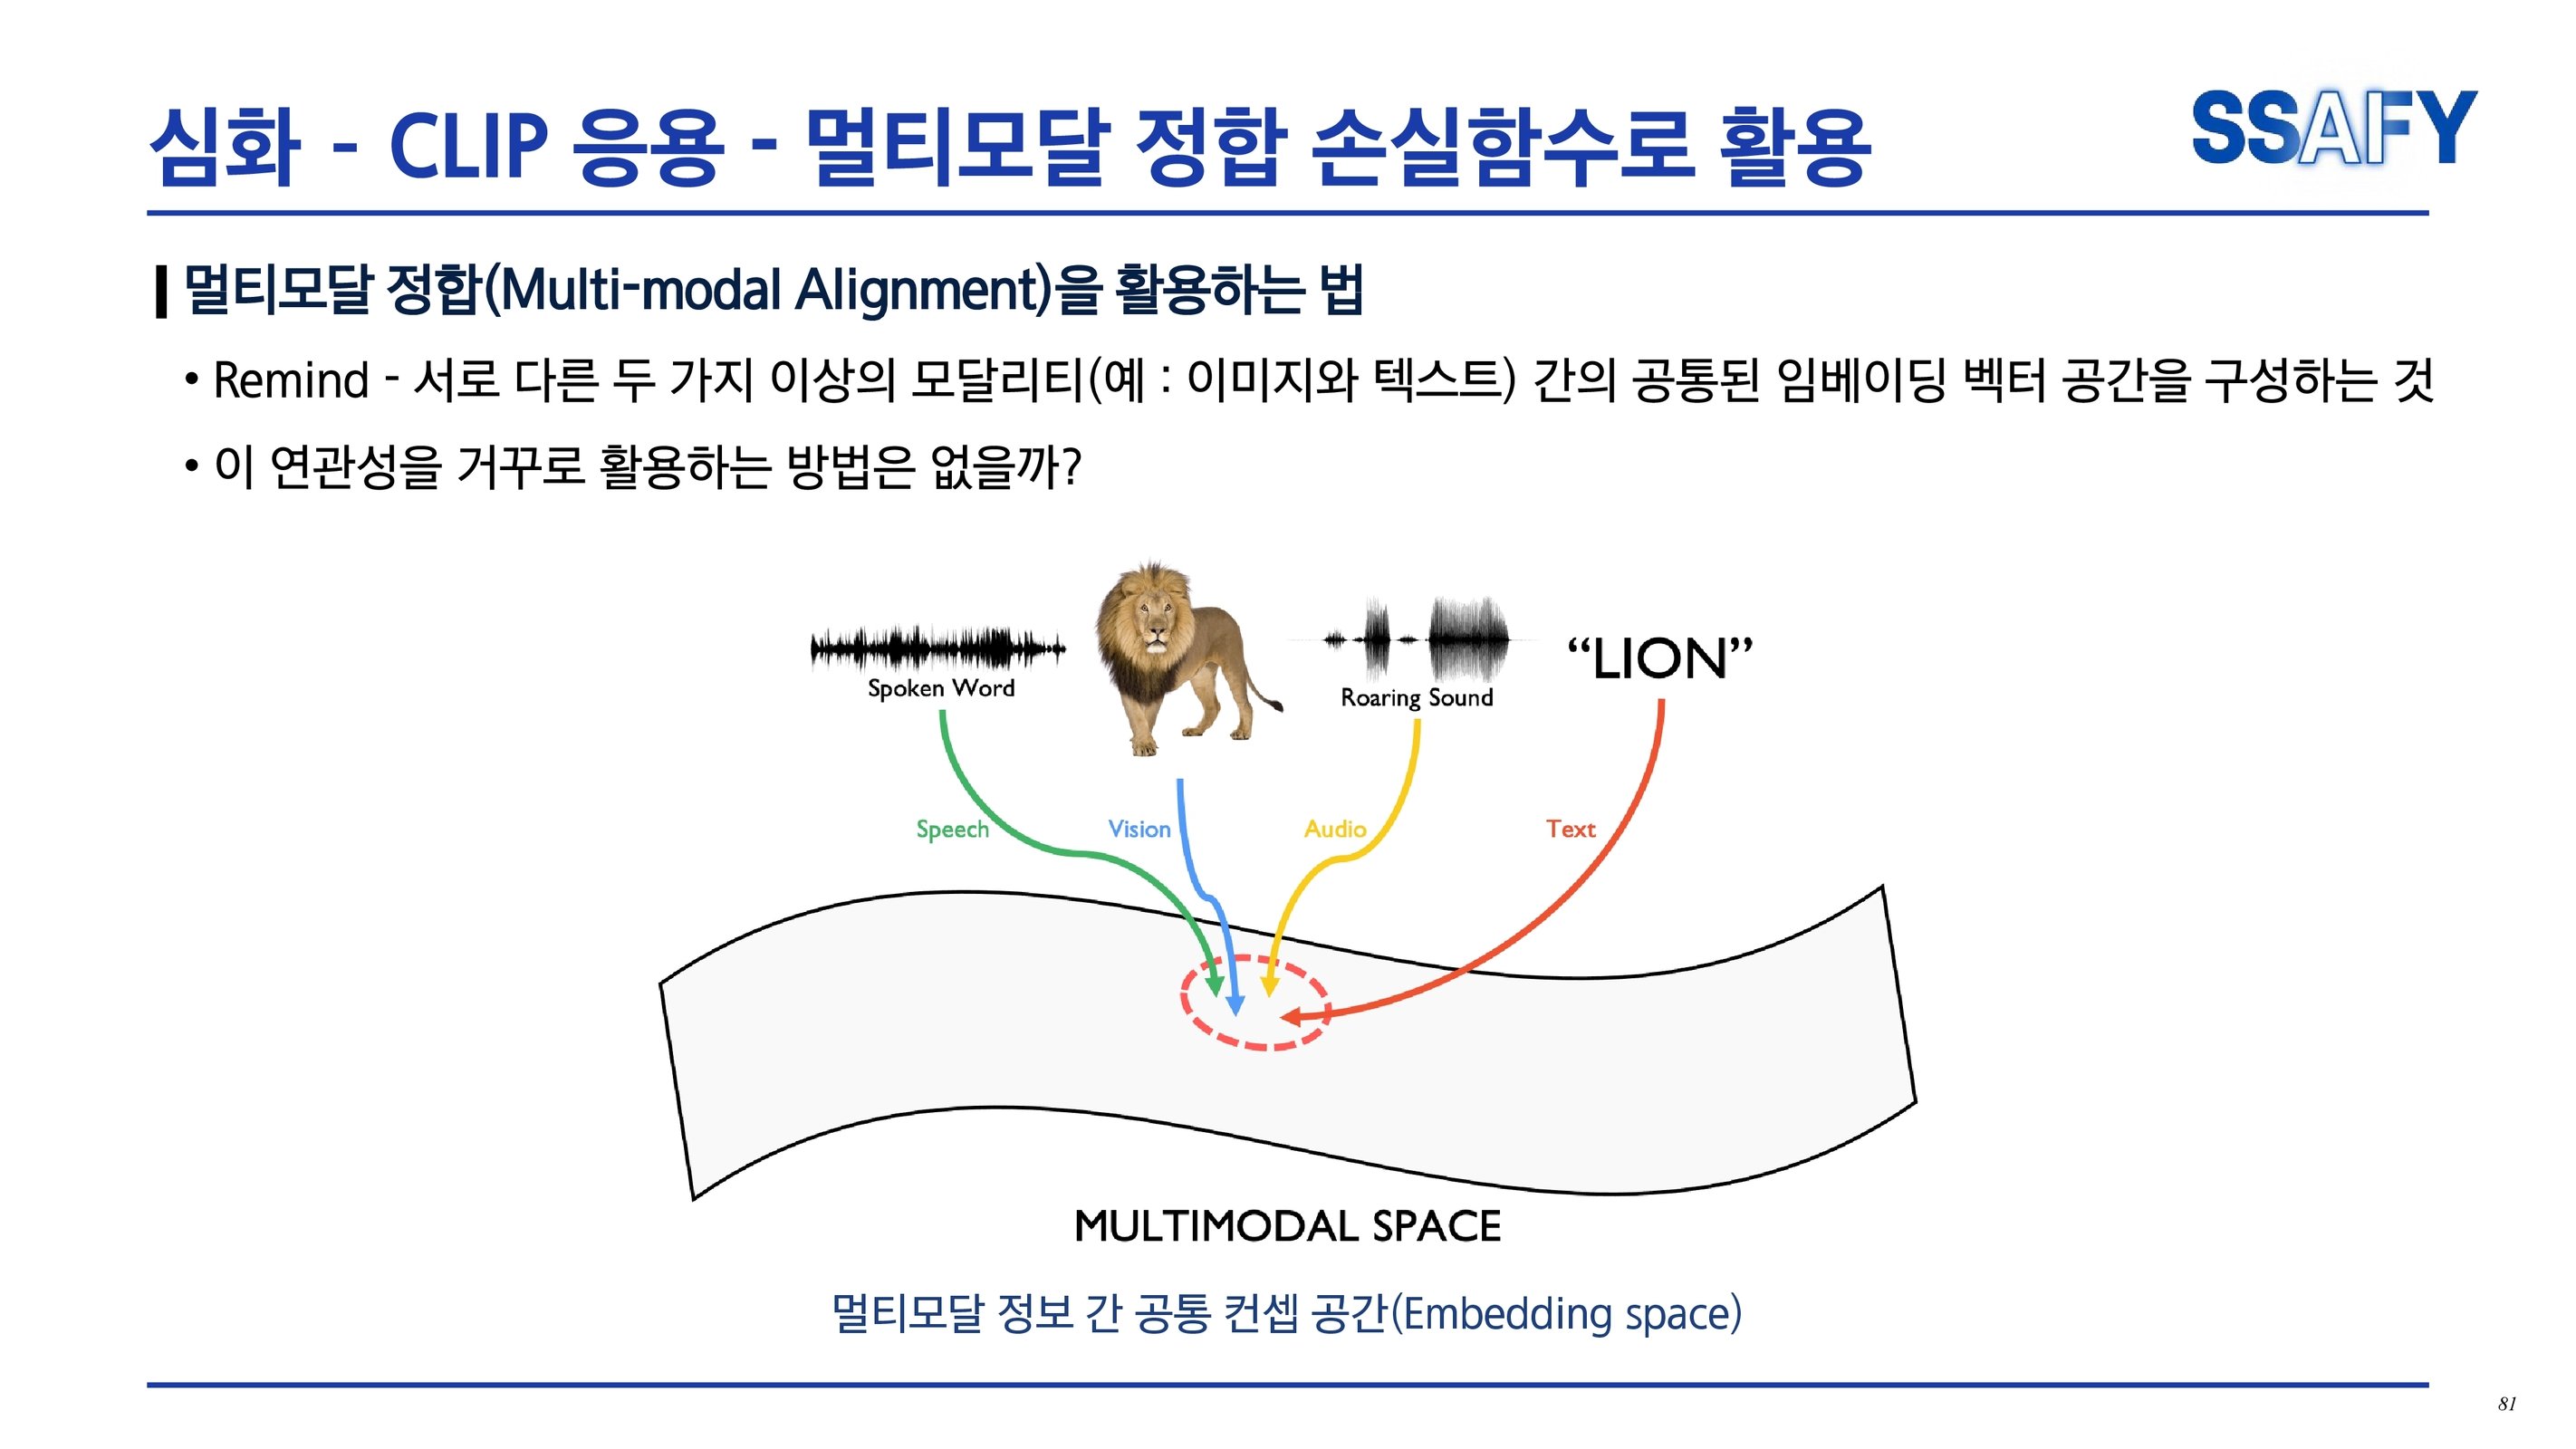 심화 - CLIP 응용 - 멀티모달 정합 손실함수로 활용
SSAFY
멀티모달 정합(Multi-modal Alignment)을 활용하는 법
• Remind - 서로 다른 두 가지 이상의 모달리티(예 : 이미지와 텍스트) 간의 공통된 임베이딩 벡터 공간을 구성하는 것
• 이 연관성을 거꾸로 활용하는 방법은 없을까?
Spoken Word
Roaring Sound
“LION”
Speech
Vision
Audio
Text
MULTIMODAL SPACE
멀티모달 정보 간 공통 컨셉 공간(Embedding space)
81